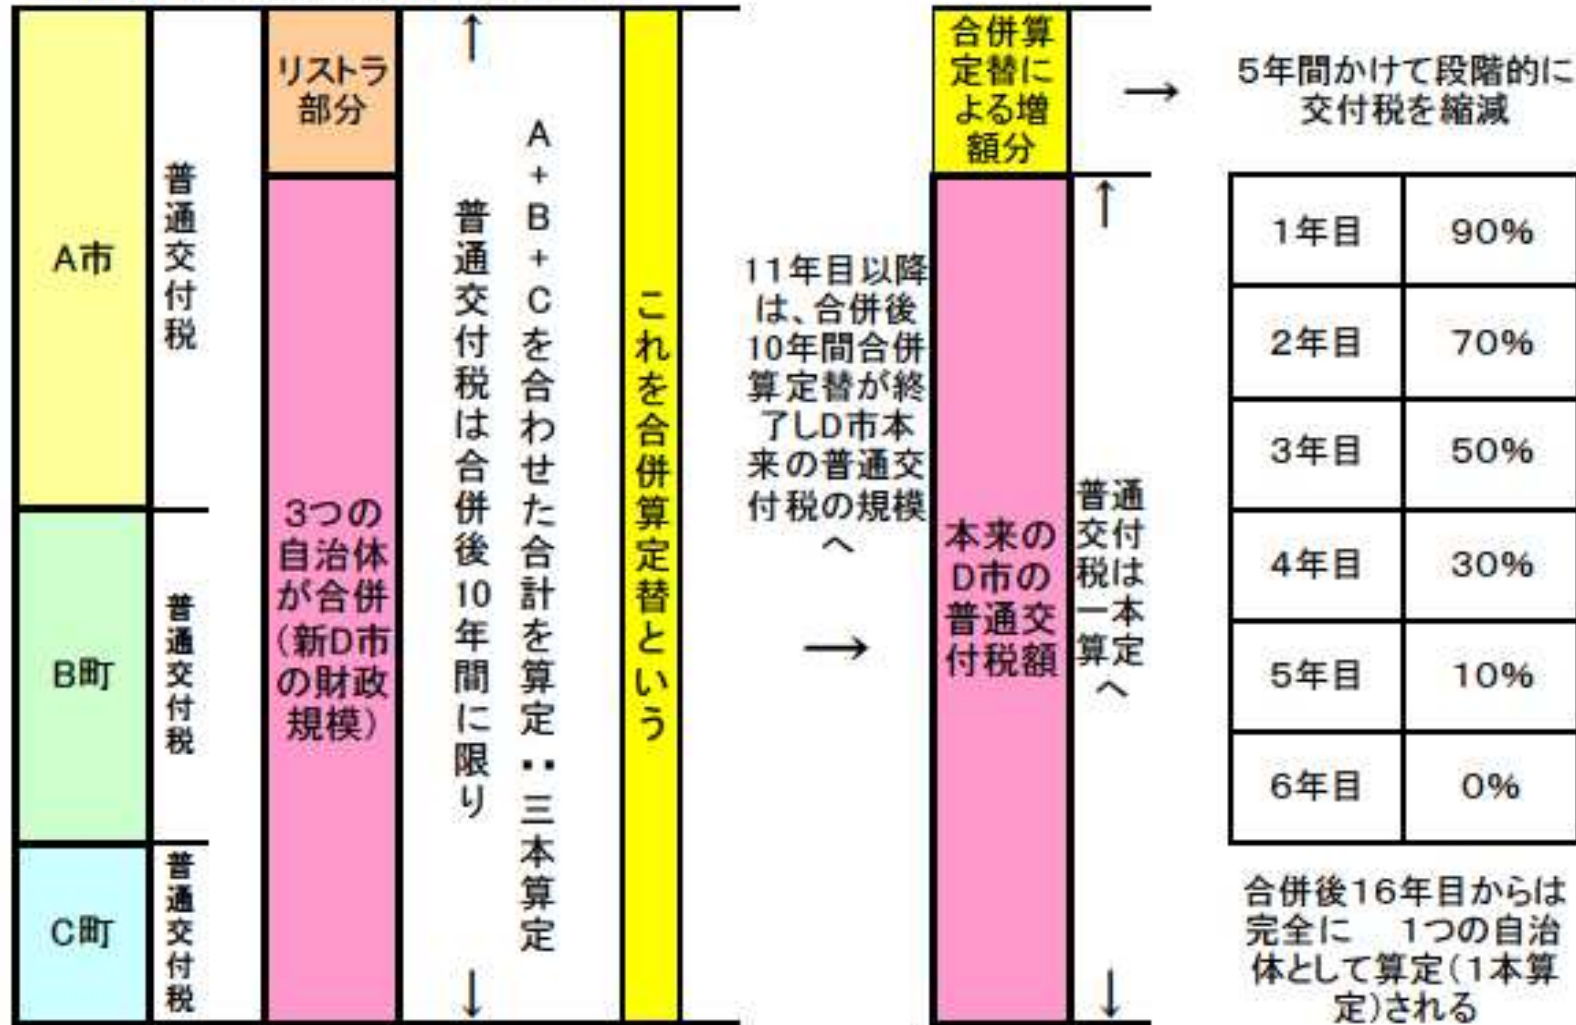 A市
普通交付税
B町
普通交付税
C町
普通交付税
リストラ
部分
3つの
自治体
が合併
(新D市
の財政
規模)
↑
普通交付税は合併後10年間に限り
A+B+Cを合わせた合計を算定‥三本算定
↓
これを合併算定替という
11年目以降
は、合併後
10年間合併
算定替が終
了しD市本
来の普通交
付税の規模
へ
→
合併算
定替に
よる増
額分
本来の
D市の
普通交
付税額
↑
普通
交付
税は
一本
算定
へ
↓
→
5年間かけて段階的に
交付税を縮減
1年目 90%
2年目 70%
3年目 50%
4年目 30%
5年目 10%
6年目 0%
合併後16年目からは
完全に 1つの自治
体として算定(1本算
定)される